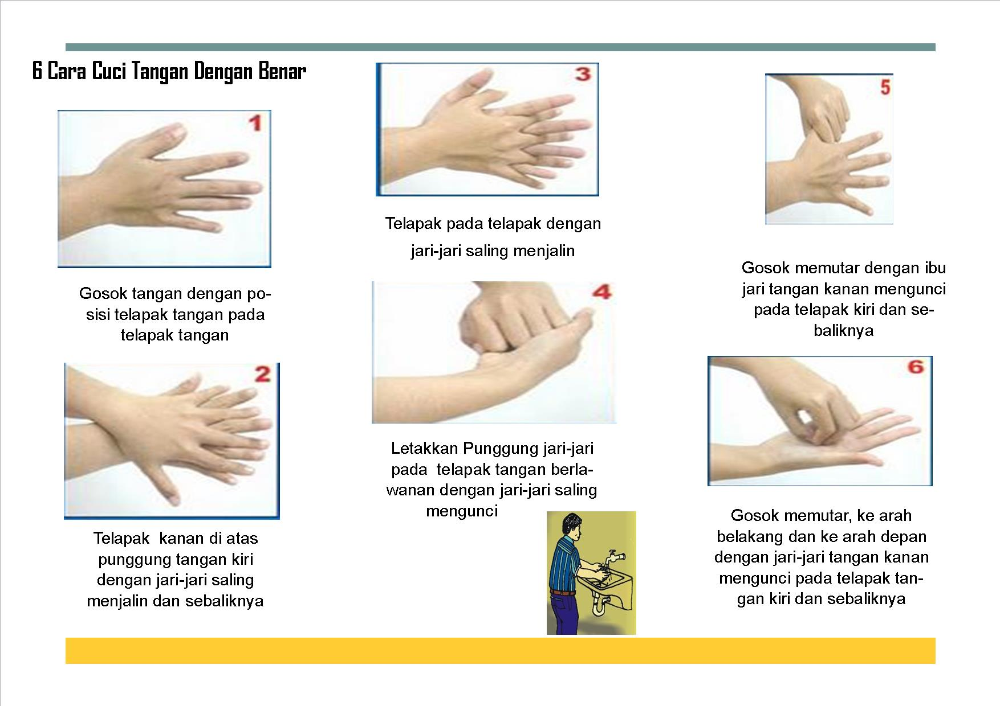 6 Cara Cuci Tangan Dengan Benar
1
Gosok tangan dengan po-
sisi telapak tangan pada
telapak tangan
2
Telapak  kanan di atas
punggung tangan kiri
dengan jari-jari saling
menjalin dan sebaliknya
3
Telapak pada telapak dengan
jari-jari saling menjalin
4
Letakkan Punggung jari-jari
pada  telapak tangan berla-
wanan dengan jari-jari saling
mengunci
5
Gosok memutar dengan ibu
jari tangan kanan mengunci
pada telapak kiri dan se-
baliknya
6
Gosok memutar, ke arah
belakang dan ke arah depan
dengan jari-jari tangan kanan
mengunci pada telapak tan-
gan kiri dan sebaliknya